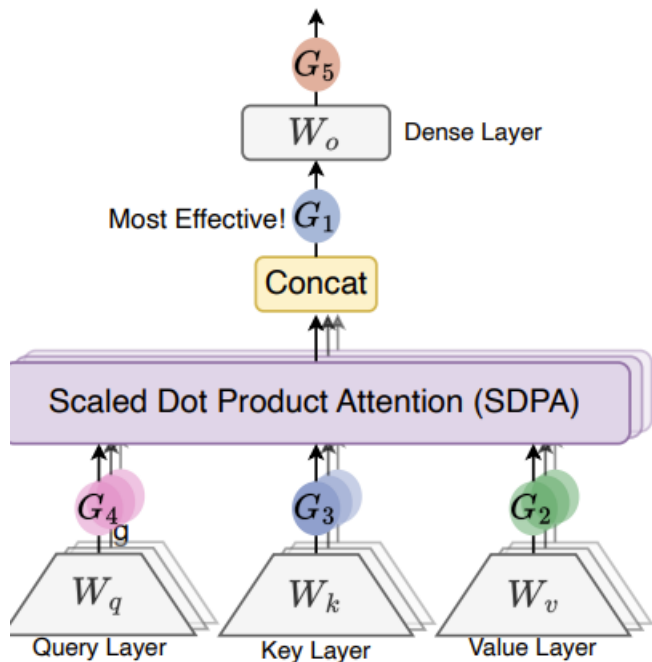 G5
Wo
Dense Layer
Most Effective!
G1
Concat
Scaled Dot Product Attention (SDPA)
G4
G3
G2
g
Wq
Wk
Wv
Query Layer
Key Layer
Value Layer